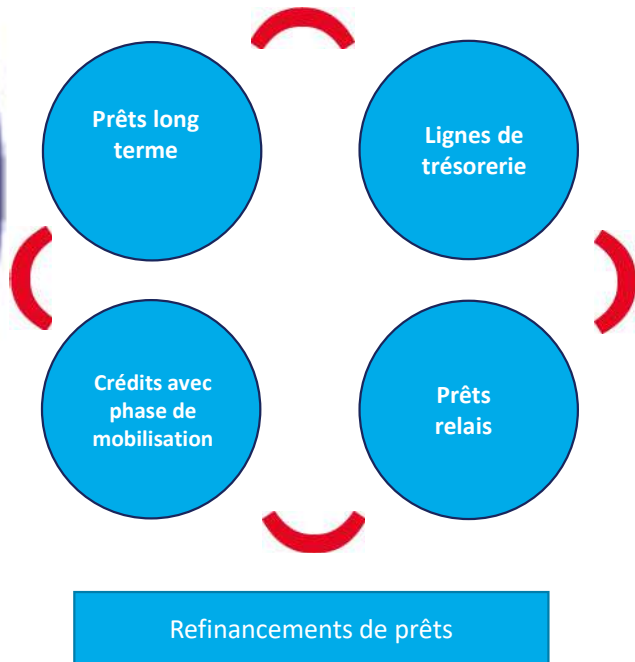 Prêts long
terme
Lignes de
trésorerie
Crédits avec
phase de
mobilisation
Prêts
relais
Refinancements de prêts